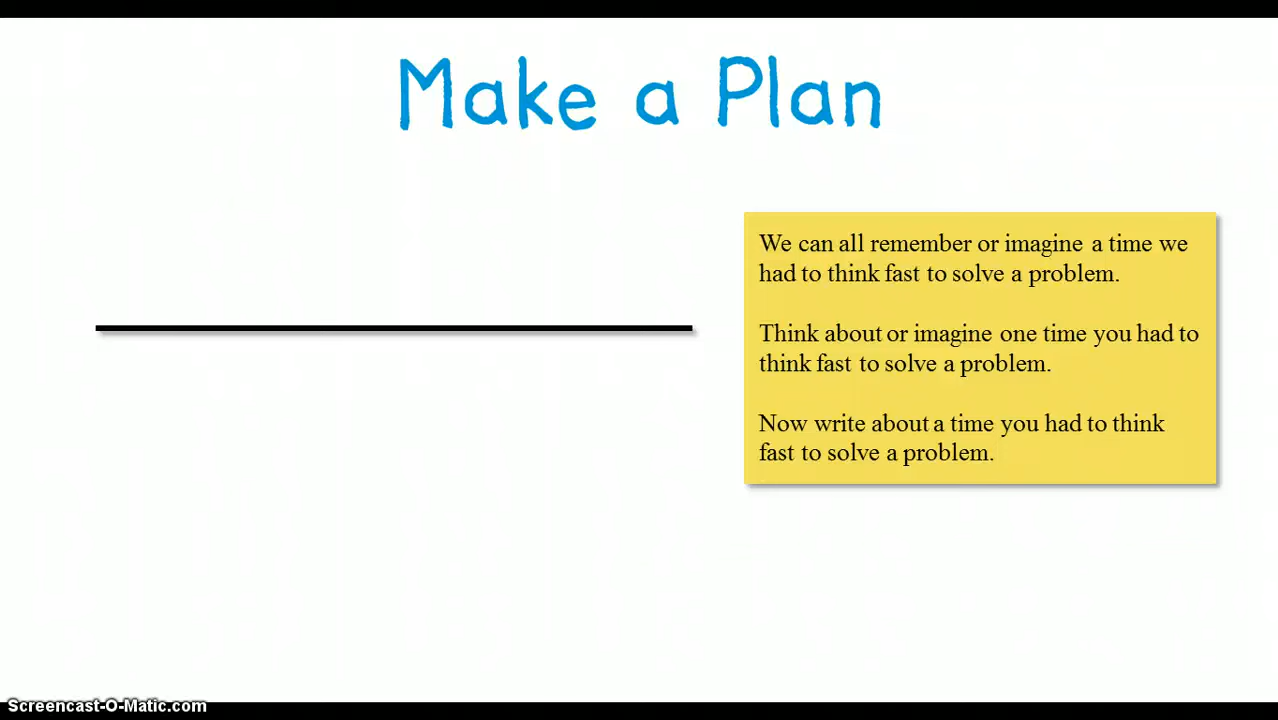 Make a Plan
We can all remember or imagine a time we
had to think fast to solve a problem.
Think about or imagine one time you had to
think fast to solve a problem.
Now write about a time you had to think
fast to solve a problem.
Screencast-O-Matic.com